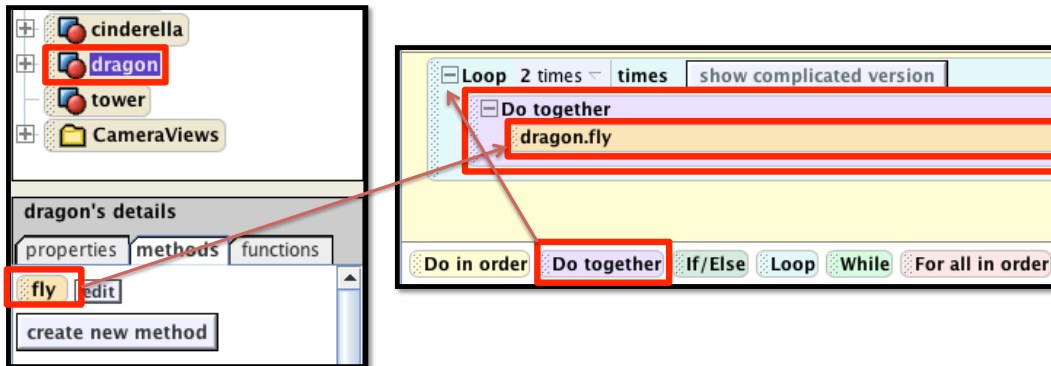 cinderella
dragon
tower
CameraViews
dragon's details
properties methods functions
fly edit
create new method
Loop 2 times times show complicated version
Do together
dragon.fly
Do in order Do together If/Else Loop While For all in order